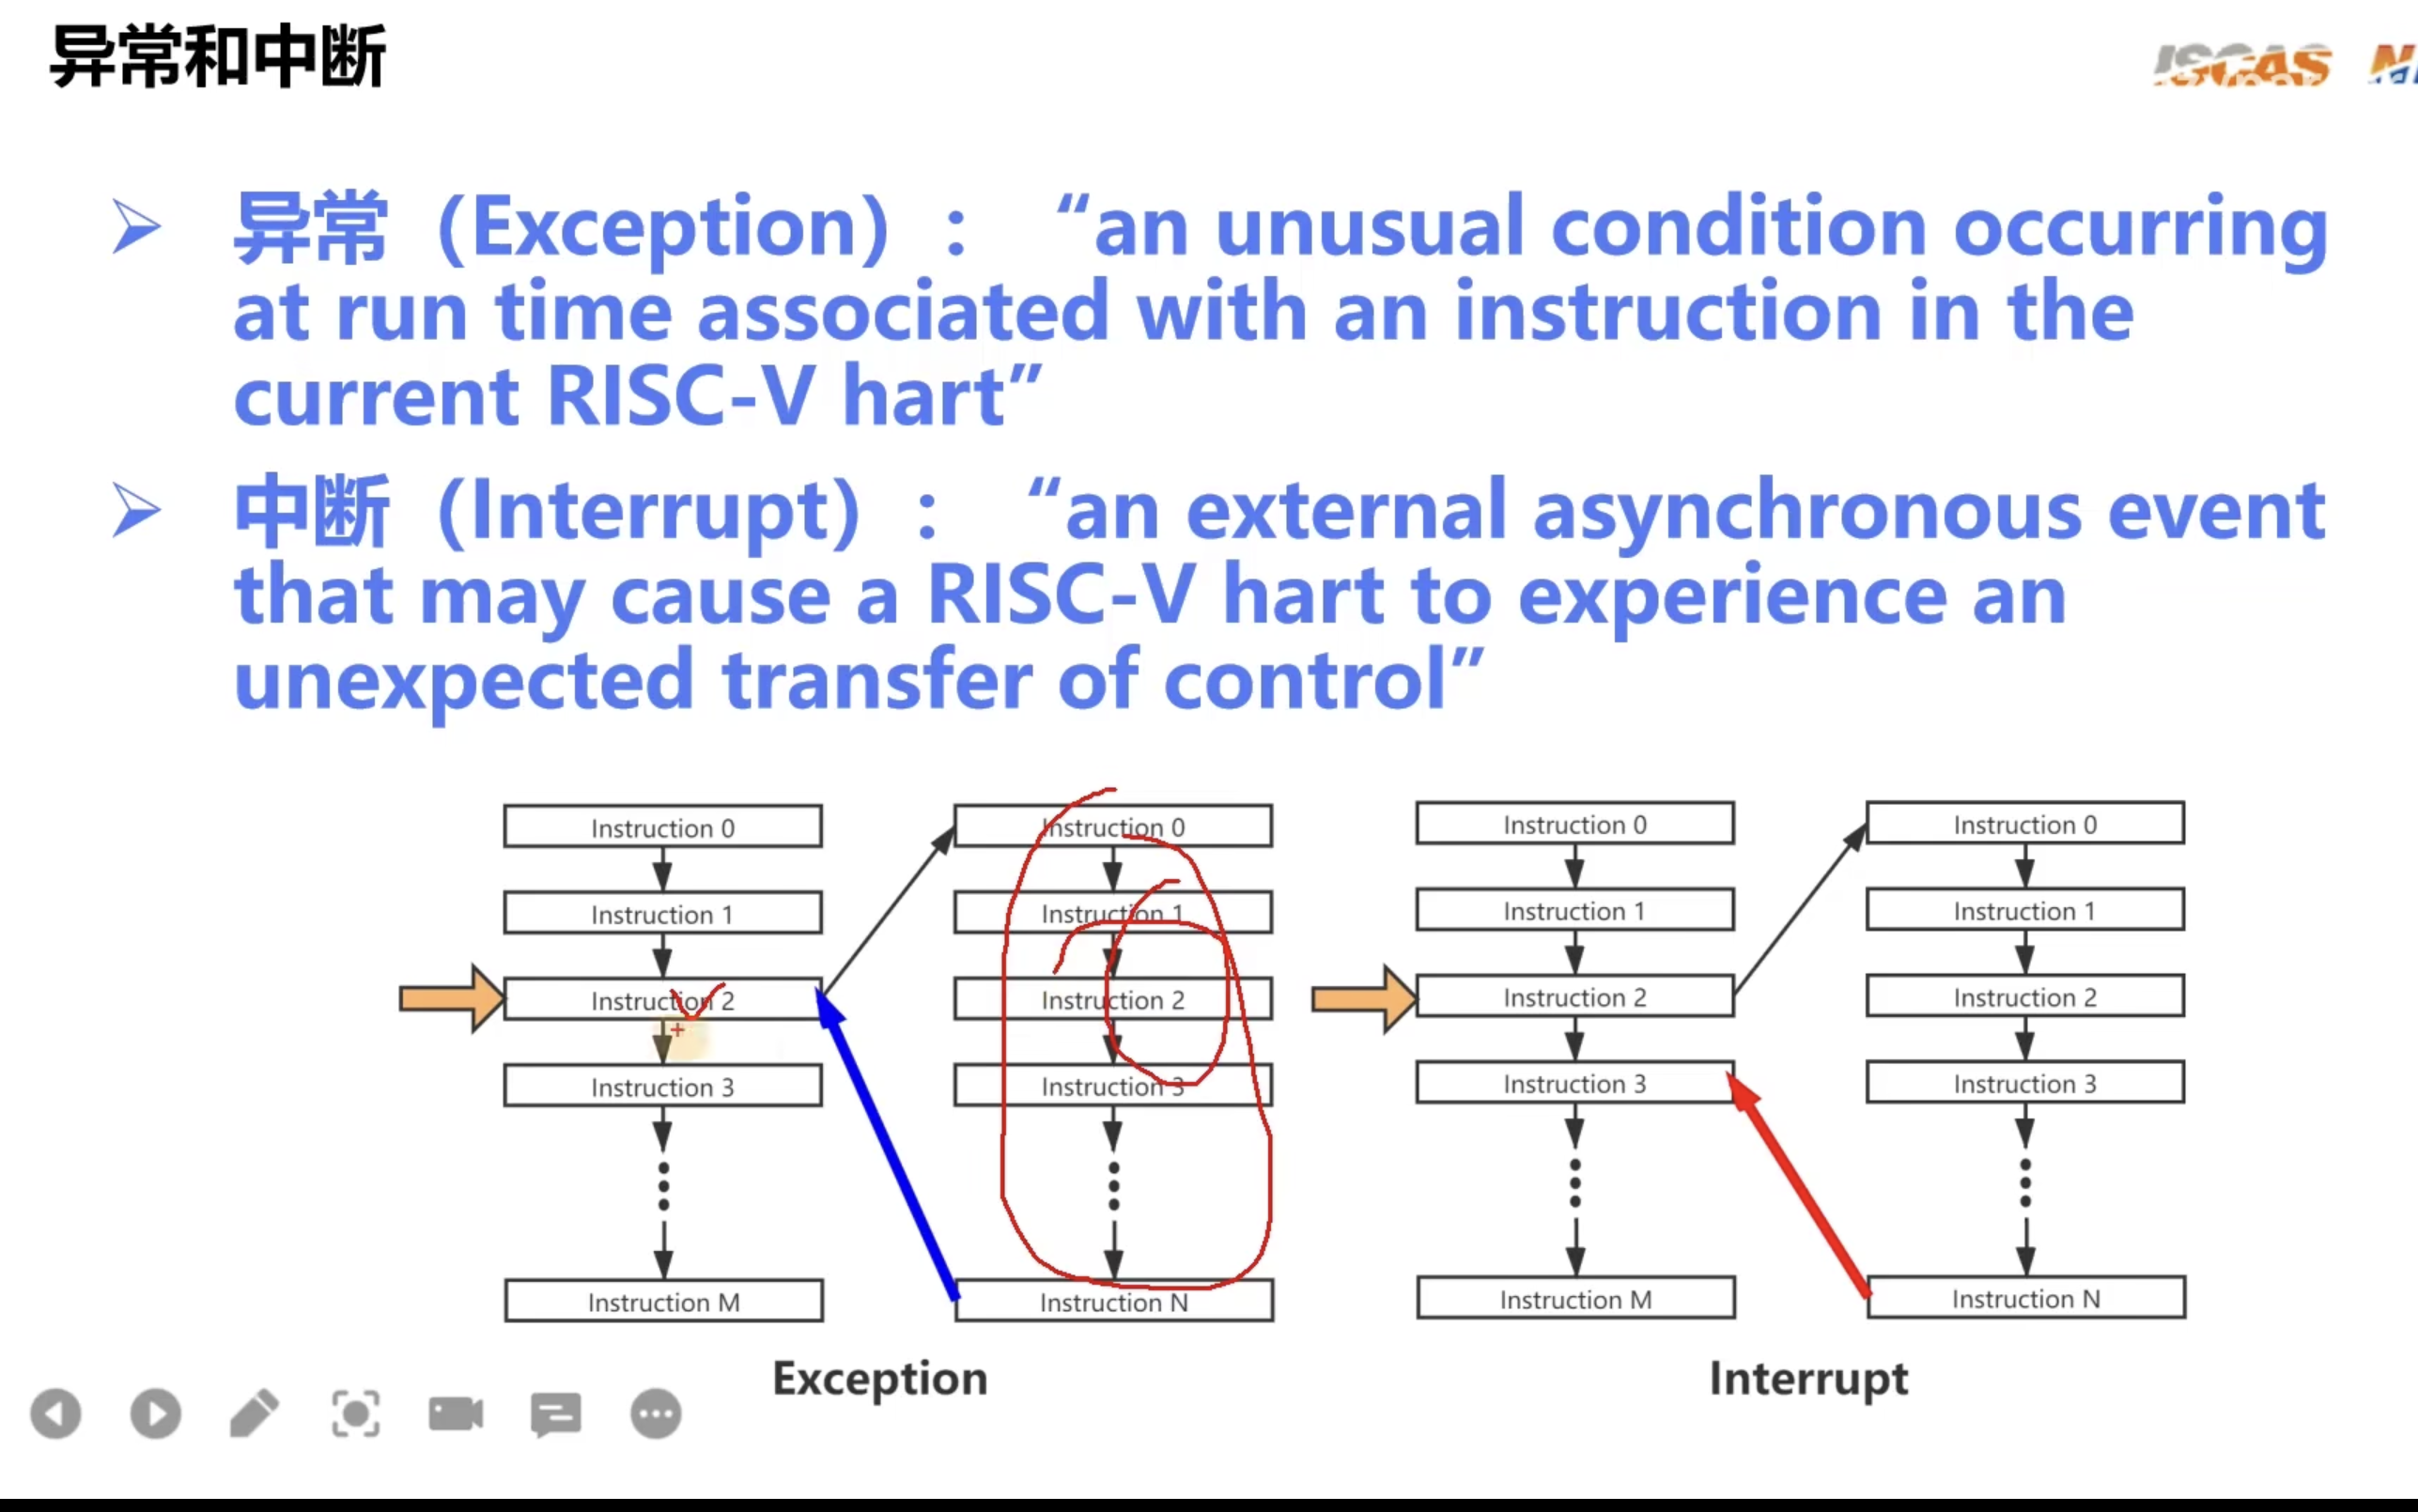 异常和中断
ISCAS
➢ 异常（Exception）： “an unusual condition occurring
at run time associated with an instruction in the
current RISC-V hart”
➢ 中断（Interrupt）： “an external asynchronous event
that may cause a RISC-V hart to experience an
unexpected transfer of control”
Instruction 0
Instruction 1
Instruction 2
Instruction 3
Instruction M
Instruction 0
Instruction 1
Instruction 2
Instruction 3
Instruction N
Exception
Instruction 0
Instruction 1
Instruction 2
Instruction 3
Instruction M
Instruction 0
Instruction 1
Instruction 2
Instruction 3
Instruction N
Interrupt